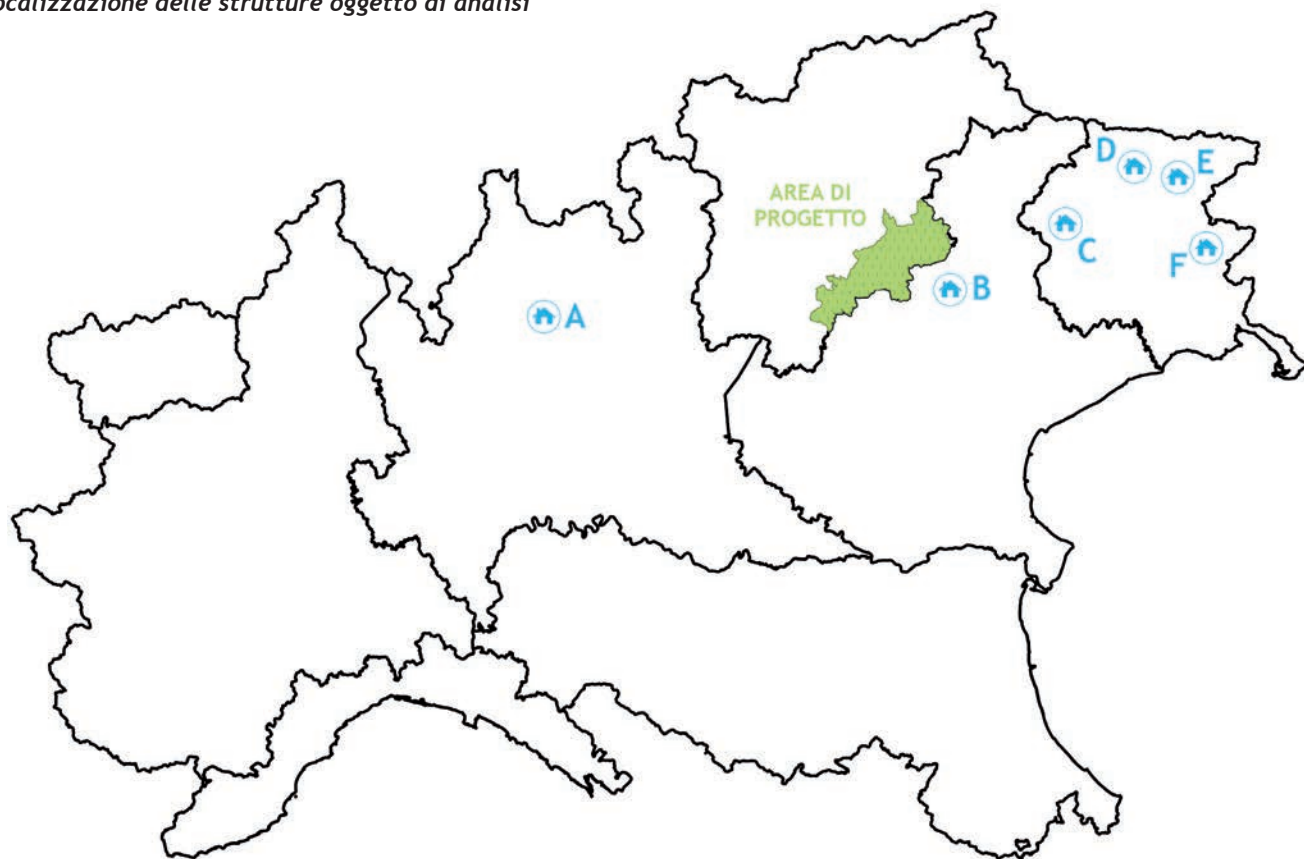 ocalizzazione delle strutture oggetto di analisi
D
E
AREA DI
PROGETTO
C
F
B
A